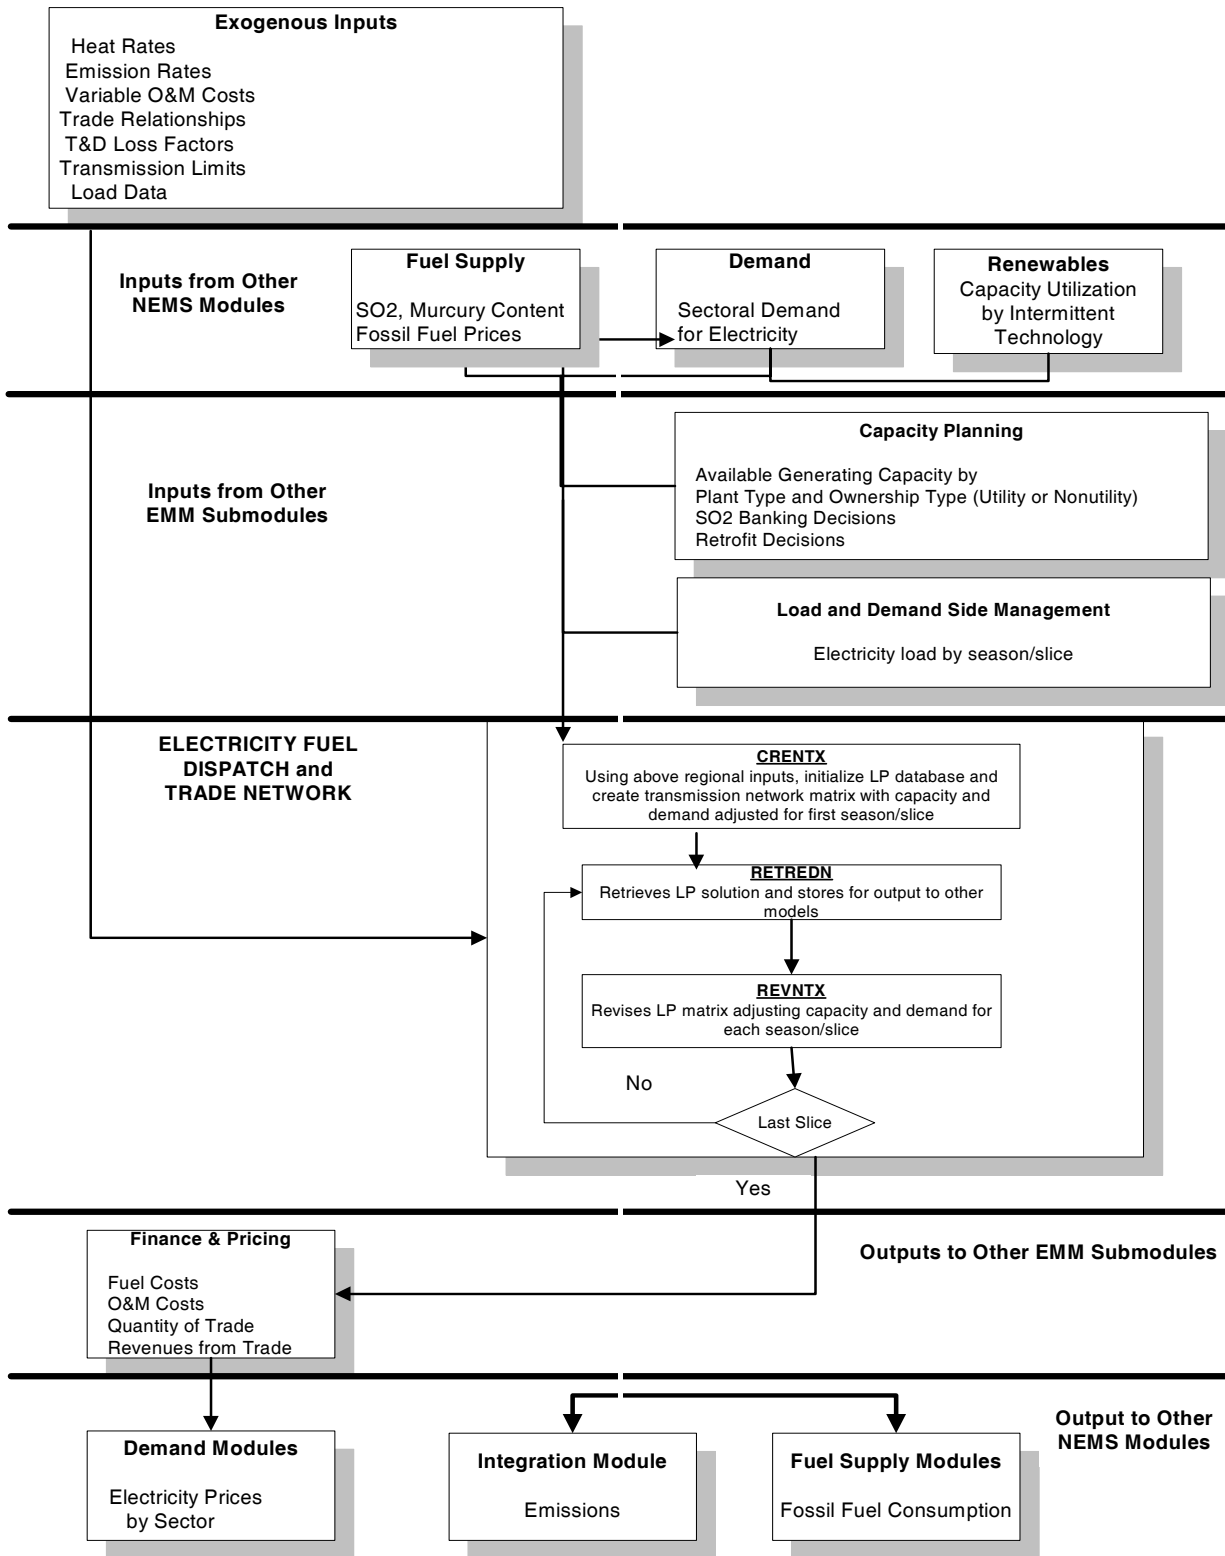 Exogenous Inputs
Heat Rates
Emission Rates
Variable O&M Costs
Trade Relationships
T&D Loss Factors
Transmission Limits
Load Data
Inputs from Other
NEMS Modules
Fuel Supply
SO2, Murcury Content
Fossil Fuel Prices
Demand
Sectoral Demand
for Electricity
Renewables
Capacity Utilization
by Intermittent
Technology
Inputs from Other
EMM Submodules
Capacity Planning
Available Generating Capacity by
Plant Type and Ownership Type (Utility or Nonutility)
SO2 Banking Decisions
Retrofit Decisions
Load and Demand Side Management
Electricity load by season/slice
ELECTRICITY FUEL
DISPATCH and
TRADE NETWORK
CRENTX
Using above regional inputs, initialize LP database and
create transmission network matrix with capacity and
demand adjusted for first season/slice
RETREDN
Retrieves LP solution and stores for output to other
models
REVNTX
Revises LP matrix adjusting capacity and demand for
each season/slice
No
Last Slice
Yes
Finance & Pricing
Fuel Costs
O&M Costs
Quantity of Trade
Revenues from Trade
Outputs to Other EMM Submodules
Output to Other
NEMS Modules
Demand Modules
Electricity Prices
by Sector
Integration Module
Emissions
Fuel Supply Modules
Fossil Fuel Consumption